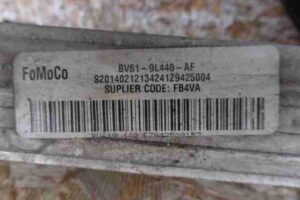 FoMoCo
BV61-9L440-AF
S2014021213424129425004
SUPLIER CODE: FB4VA